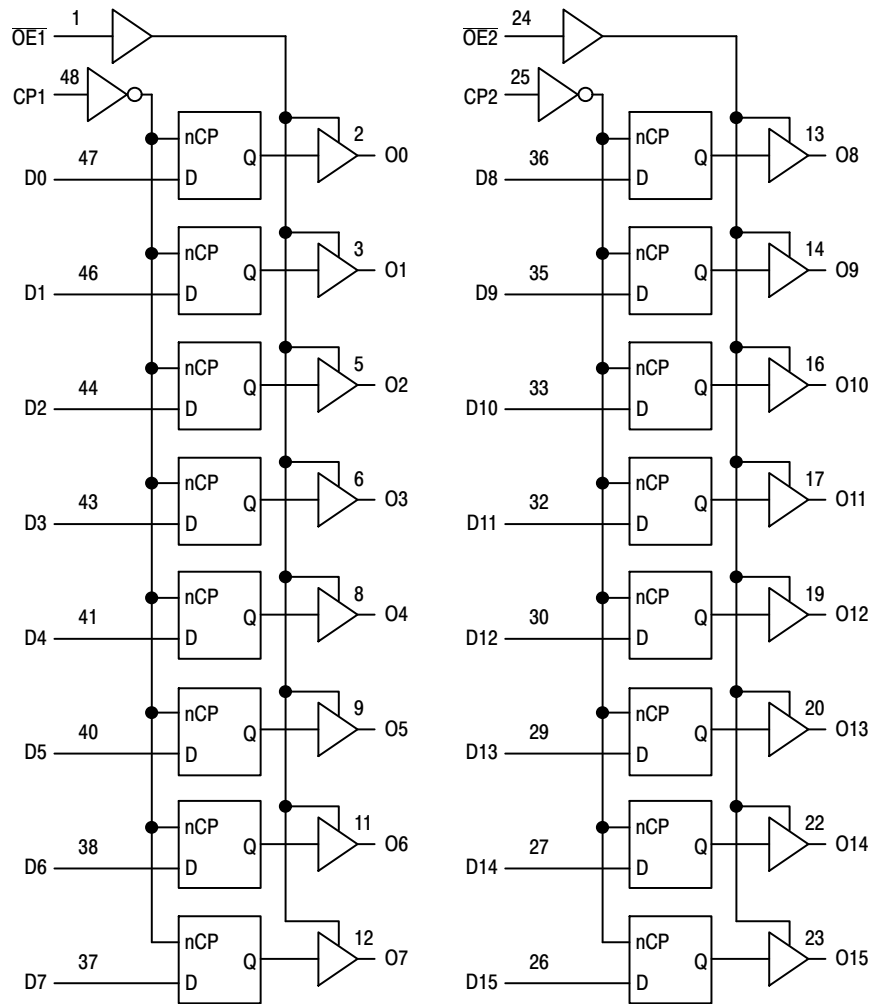 1
OE1
48
CP1
nCP
2
47
Q
O0
D0
D
nCP
3
46
Q
O1
D1
D
nCP
5
44
Q
O2
D2
D
nCP
6
43
Q
O3
D3
D
nCP
8
41
Q
O4
D4
D
nCP
9
40
Q
O5
D5
D
nCP
11
38
Q
O6
D6
D
nCP
12
37
Q
O7
D7
D
24
OE2
25
CP2
nCP
13
36
Q
O8
D8
D
nCP
14
35
Q
O9
D9
D
nCP
16
33
Q
O10
D10
D
nCP
17
32
Q
O11
D11
D
nCP
19
30
Q
O12
D12
D
nCP
20
29
Q
O13
D13
D
nCP
22
27
Q
O14
D14
D
nCP
23
26
Q
O15
D15
D